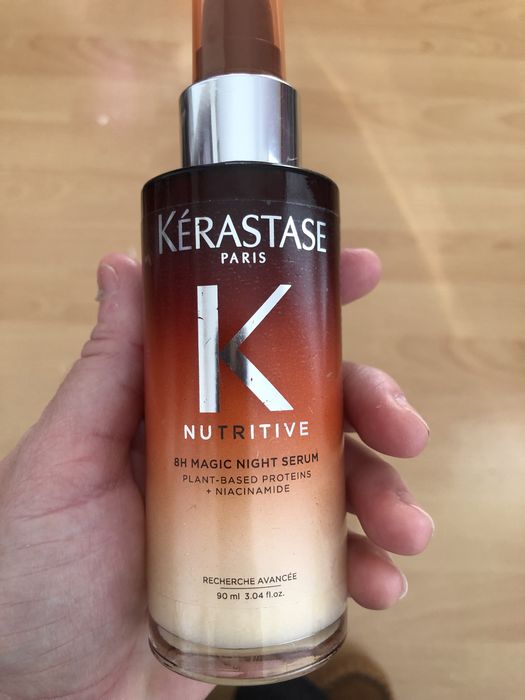 KÉRASTASE
PARIS
K
NUTRITIVE
8H MAGIC NIGHT SERUM
PLANT-BASED PROTEINS
+ NIACINAMIDE
RECHERCHE AVANCÉE
90 ml 3.04 fl.oz.